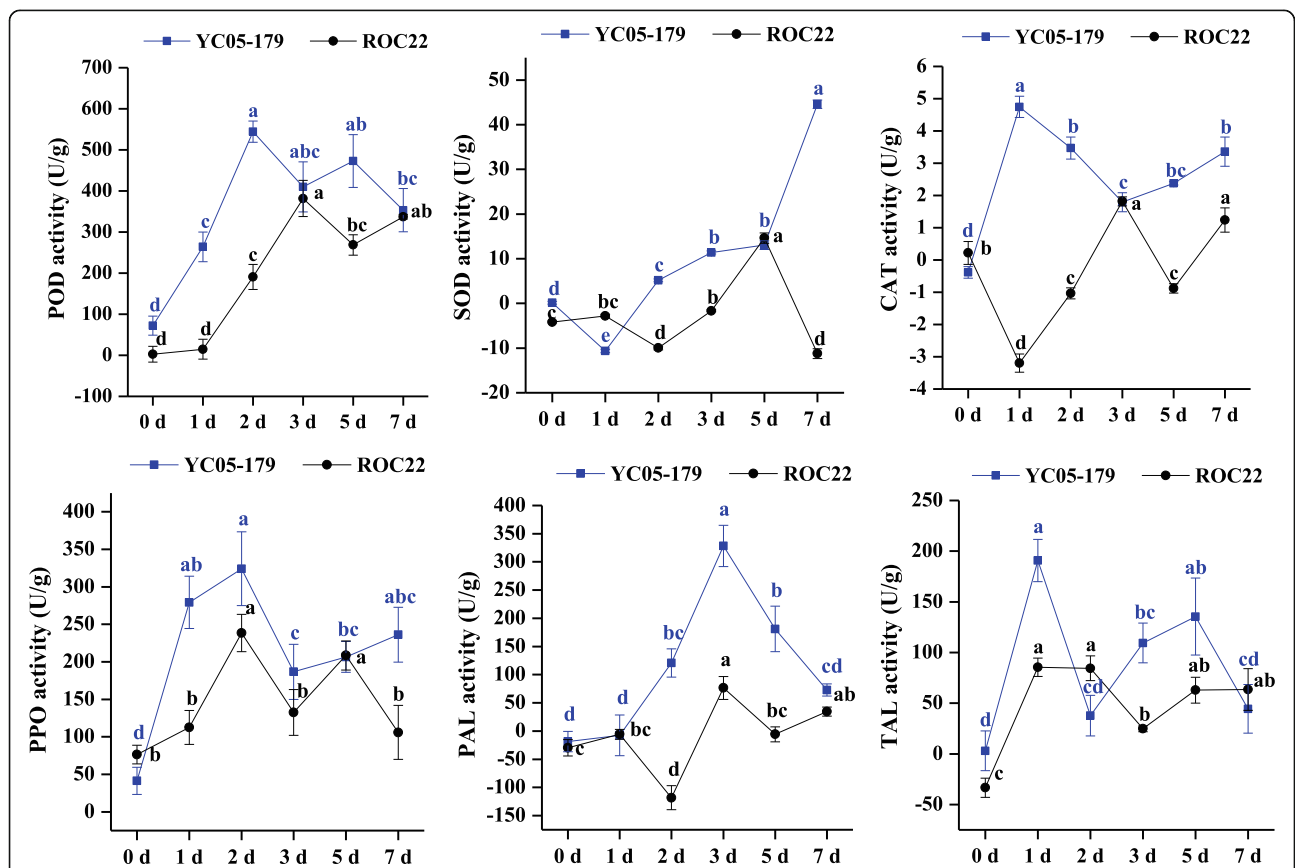 YC05-179 ROC22
POD activity (U/g)
700
600
500
400
300
200
100
0
-100
d c a abc ab bc
d d c a bc ab
0 d 1 d 2 d 3 d 5 d 7 d
YC05-179 ROC22
SOD activity (U/g)
50
40
30
20
10
0
-10
-20
d e c b b a
c bc d b a d
0 d 1 d 2 d 3 d 5 d 7 d
YC05-179 ROC22
CAT activity (U/g)
6
5
4
3
2
1
0
-1
-2
-3
-4
d a b c bc b
b d c a c a
0 d 1 d 2 d 3 d 5 d 7 d
YC05-179 ROC22
PPO activity (U/g)
400
350
300
250
200
150
100
50
0
d ab a c bc abc
b b a b a b
0 d 1 d 2 d 3 d 5 d 7 d
YC05-179 ROC22
PAL activity (U/g)
400
350
300
250
200
150
100
50
0
-50
-100
-150
d d bc a b cd
c bc d a bc ab
0 d 1 d 2 d 3 d 5 d 7 d
YC05-179 ROC22
TAL activity (U/g)
250
200
150
100
50
0
-50
d a cd bc ab cd
c a a b ab ab
0 d 1 d 2 d 3 d 5 d 7 d